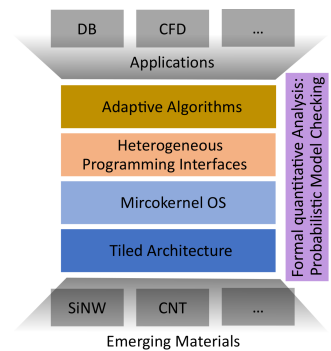 DB
CFD
...
Applications
Adaptive Algorithms
Heterogeneous
Programming Interfaces
Mircokernel OS
Tiled Architecture
SiNW
CNT
...
Emerging Materials
Formal quantitative Analysis:
Probabilistic Model Checking